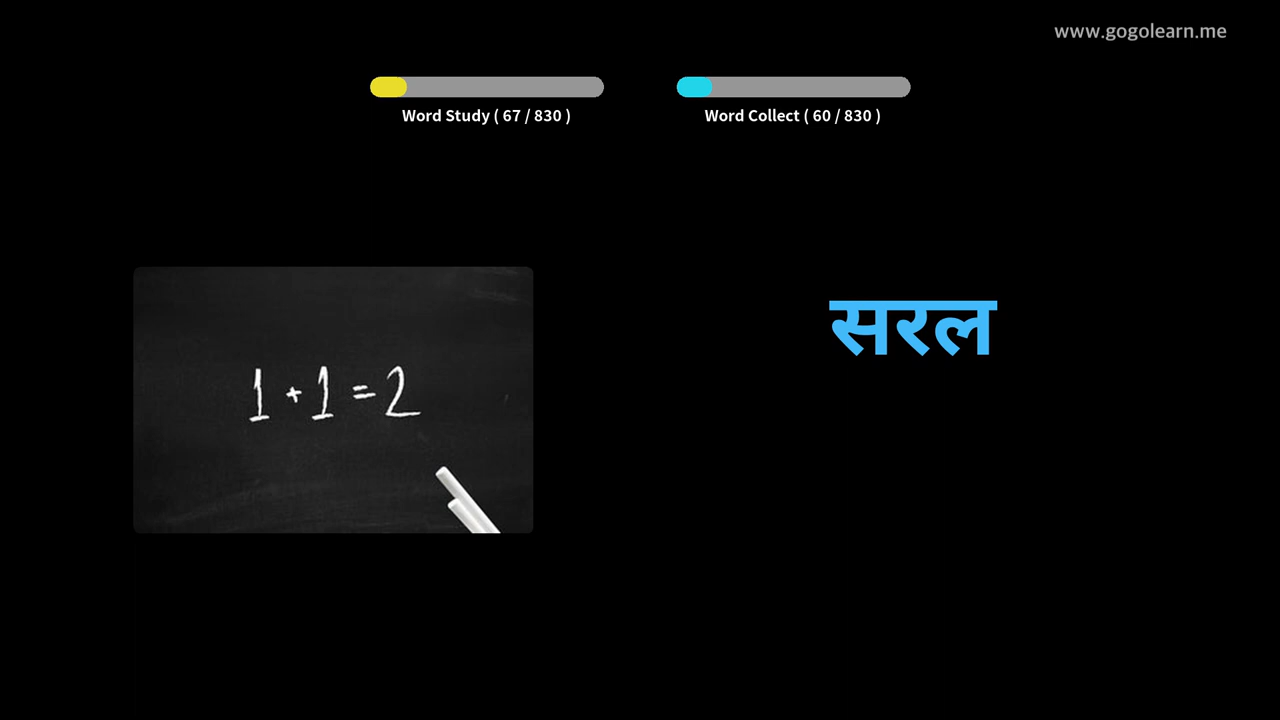 www.gogolearn.me
Word Study ( 67 / 830 )
Word Collect ( 60 / 830 )
1 + 1 = 2
सरल